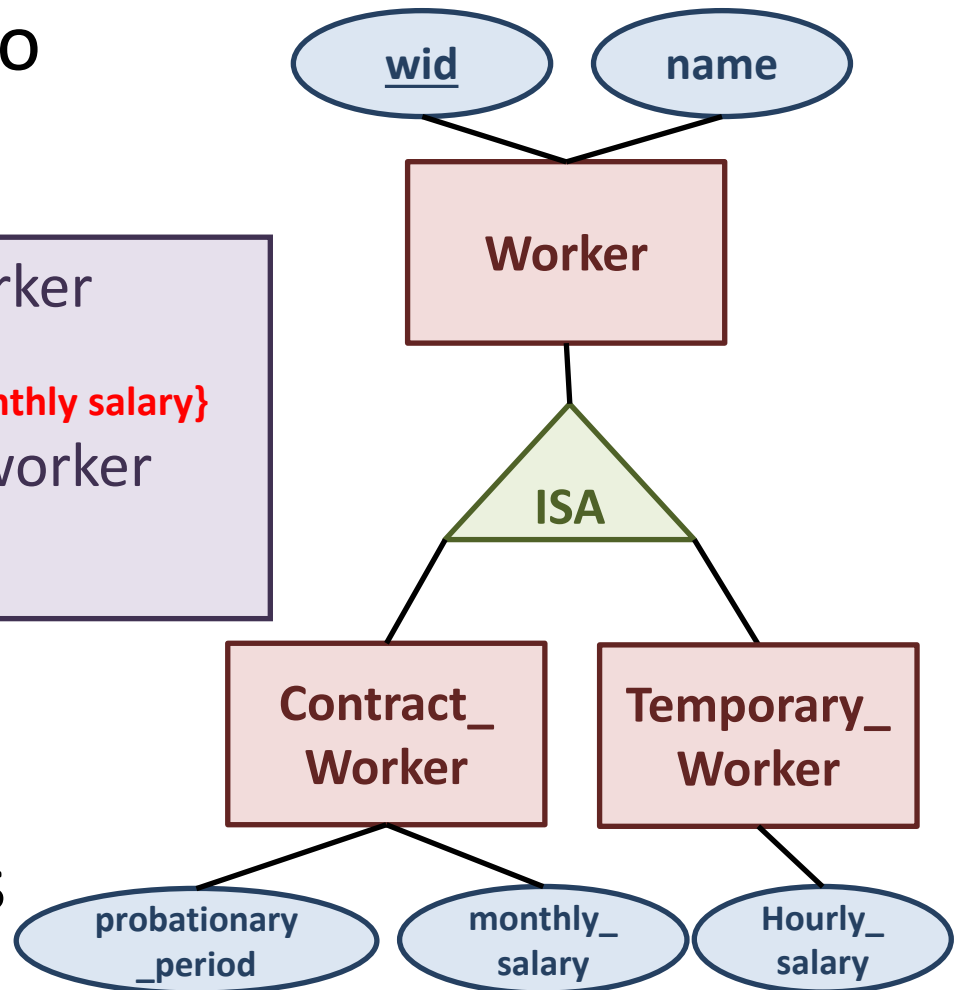 o
wid
name
Worker
rker
nthly salary}
worker
ISA
Contract_
Worker
Temporary_
Worker
s
probationary
_period
monthly_
salary
Hourly_
salary